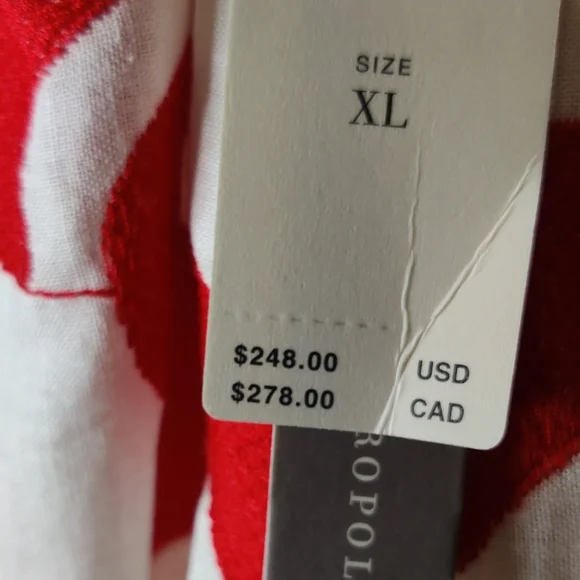 SIZE
XL
$248.00 USD
$278.00 CAD
ROPOL